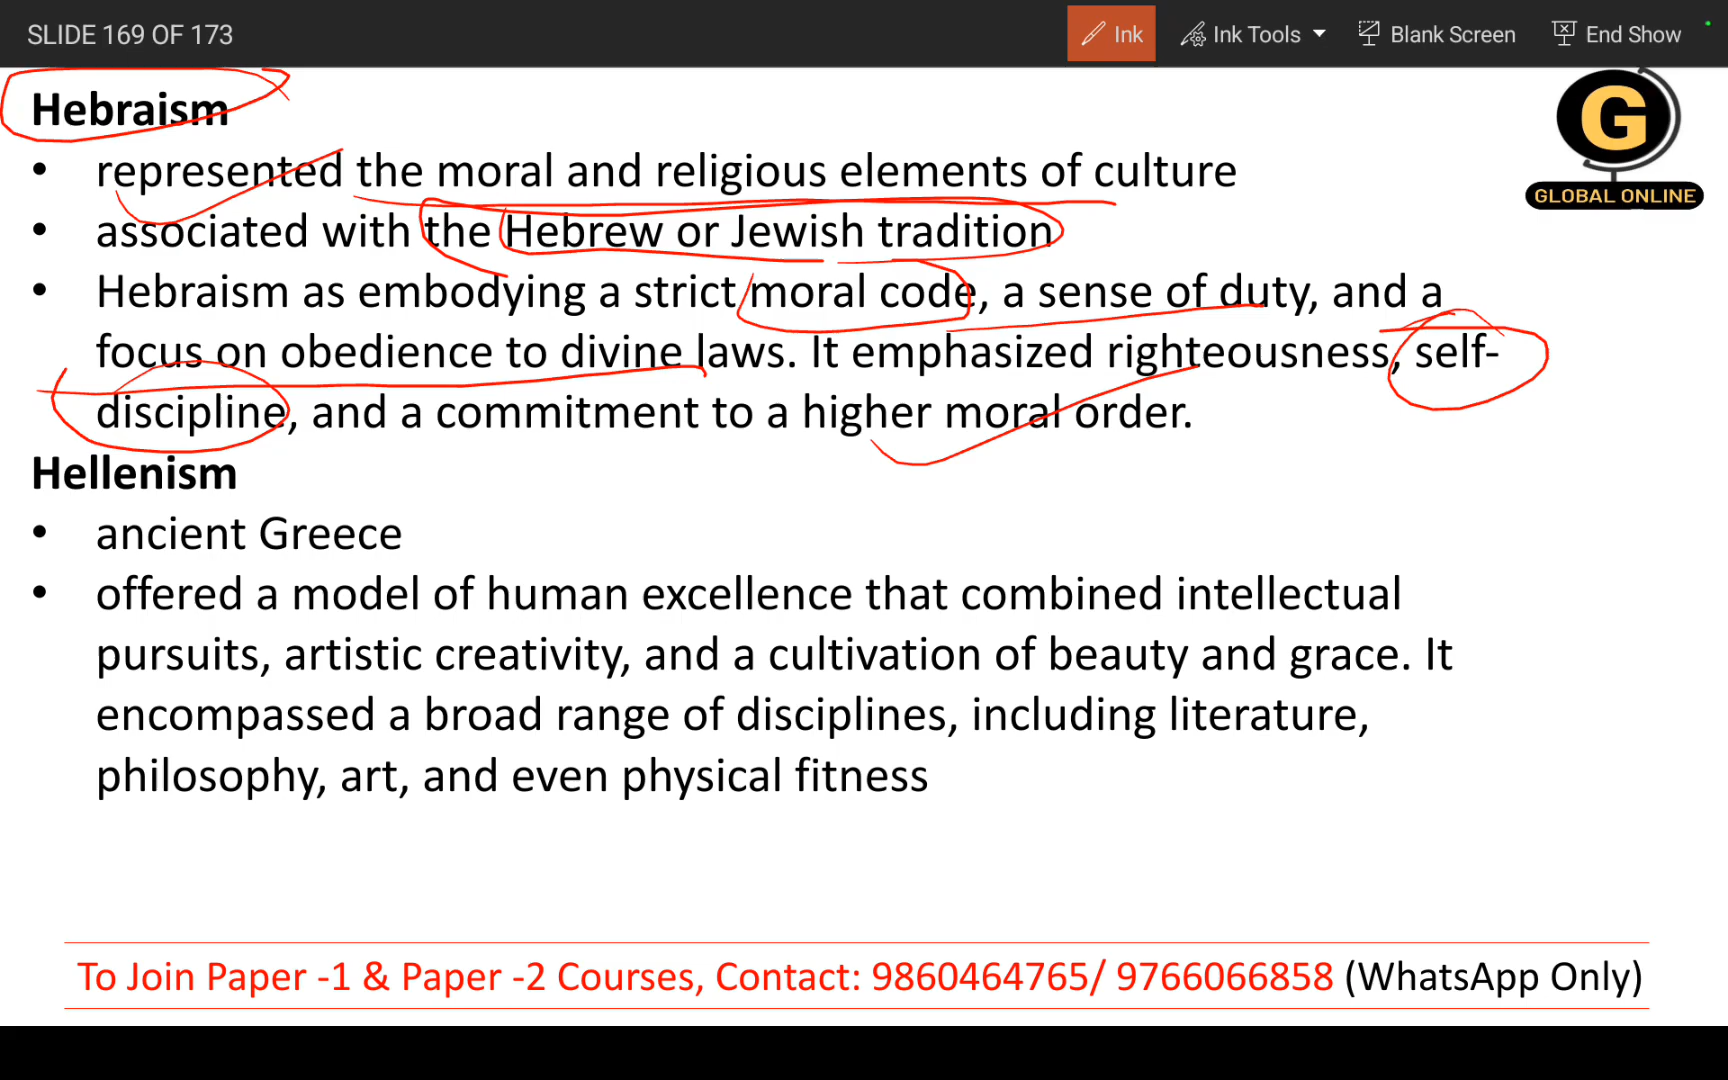 SLIDE 169 OF 173
Ink
Ink Tools
Blank Screen
End Show
Hebraism
• represented the moral and religious elements of culture
• associated with the Hebrew or Jewish tradition
• Hebraism as embodying a strict moral code, a sense of duty, and a
focus on obedience to divine laws. It emphasized righteousness, self-
discipline, and a commitment to a higher moral order.
Hellenism
• ancient Greece
• offered a model of human excellence that combined intellectual
pursuits, artistic creativity, and a cultivation of beauty and grace. It
encompassed a broad range of disciplines, including literature,
philosophy, art, and even physical fitness
G
GLOBAL ONLINE
To Join Paper -1 & Paper -2 Courses, Contact: 9860464765/ 9766066858 (WhatsApp Only)